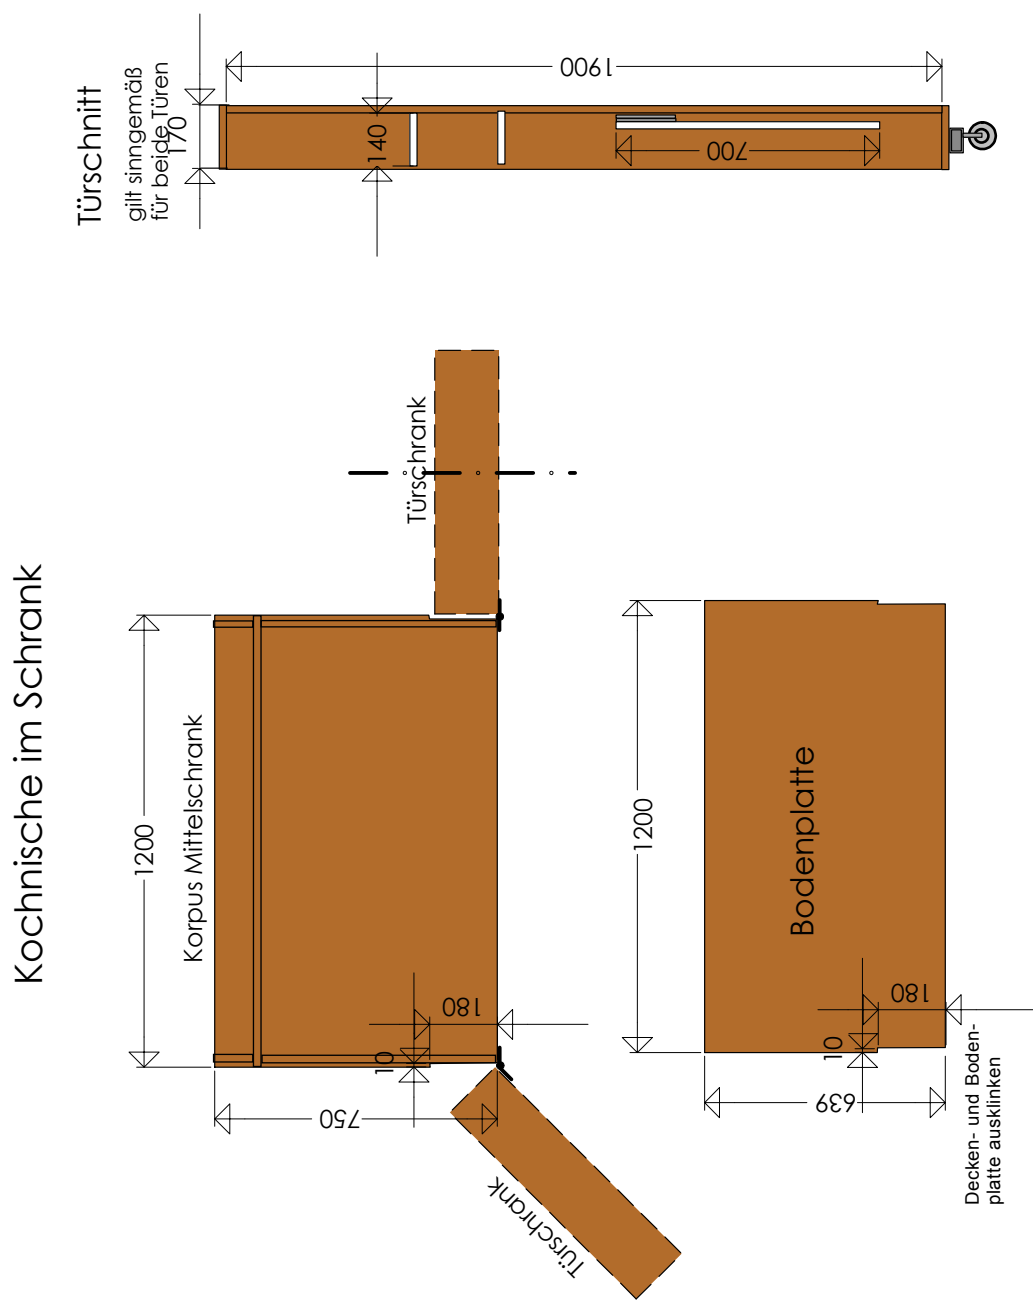 Kochnische im Schrank
Türschnitt
gilt sinngemäß
für beide Türen
170
140
1900
700
1200
Korpus Mittelschrank
750
10
180
Türschrank
Türschrank
1200
Bodenplatte
639
10
180
Decken- und Boden-
platte ausklinken